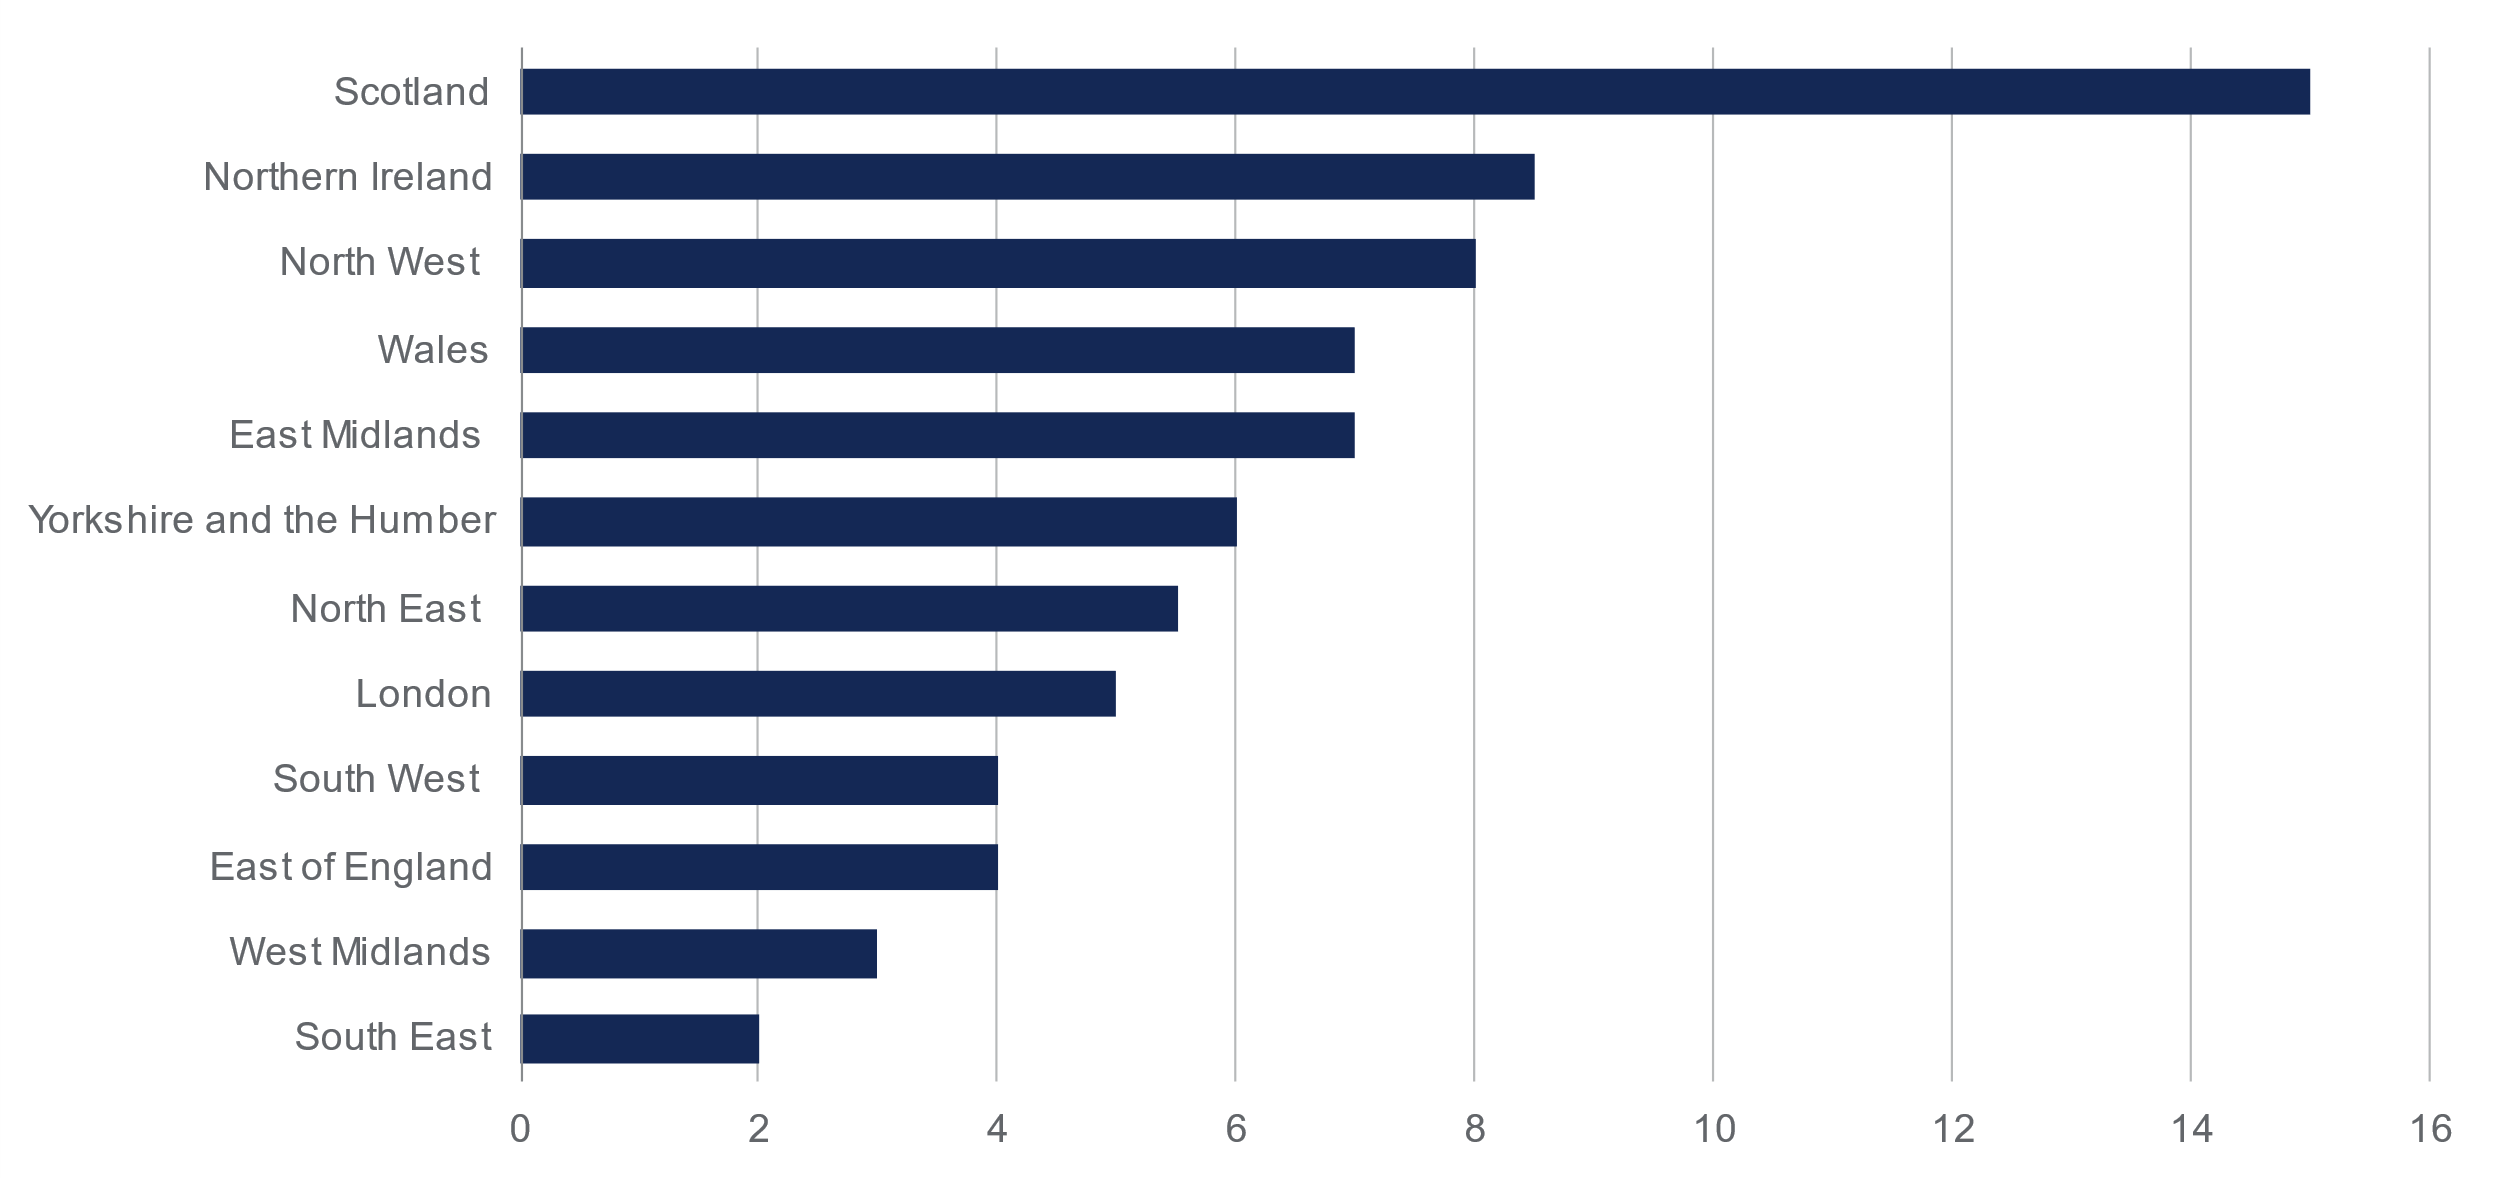 Scotland
Northern Ireland
North West
Wales
East Midlands
Yorkshire and the Humber
North East
London
South West
East of England
West Midlands
South East
0 2 4 6 8 10 12 14 16